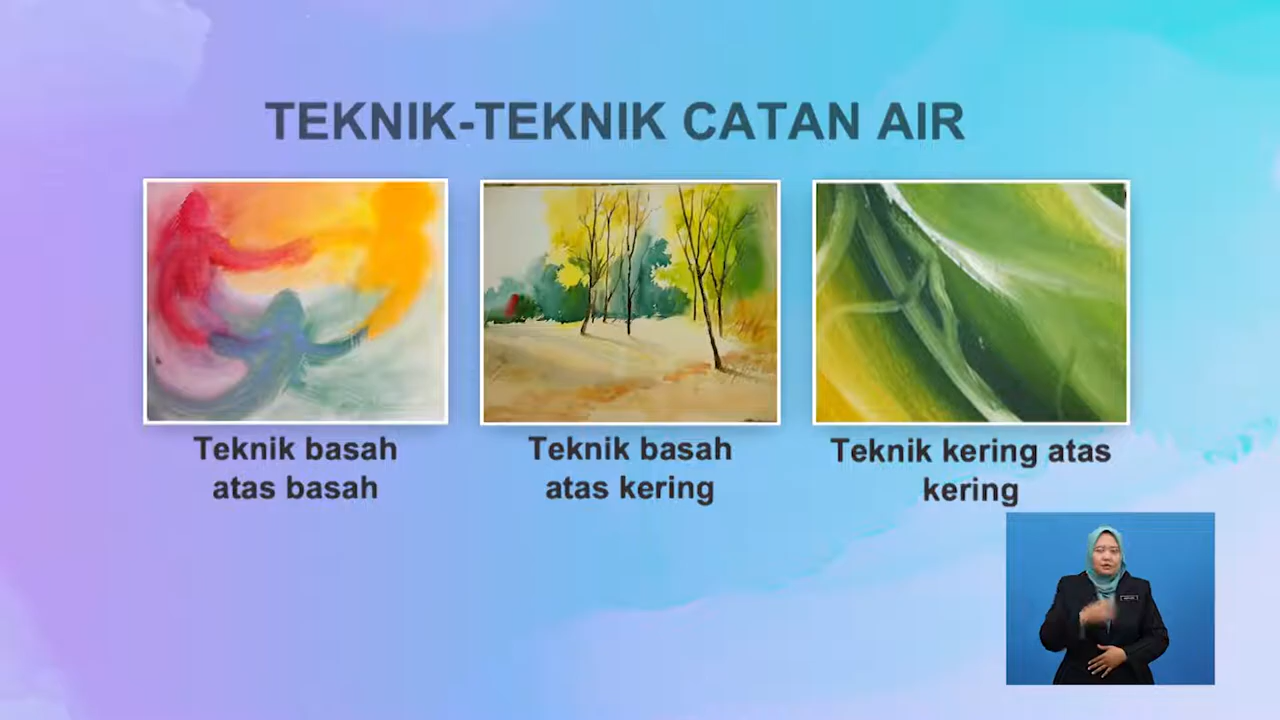 TEKNIK-TEKNIK CATAN AIR
Teknik basah
atas basah
Teknik basah
atas kering
Teknik kering atas
kering